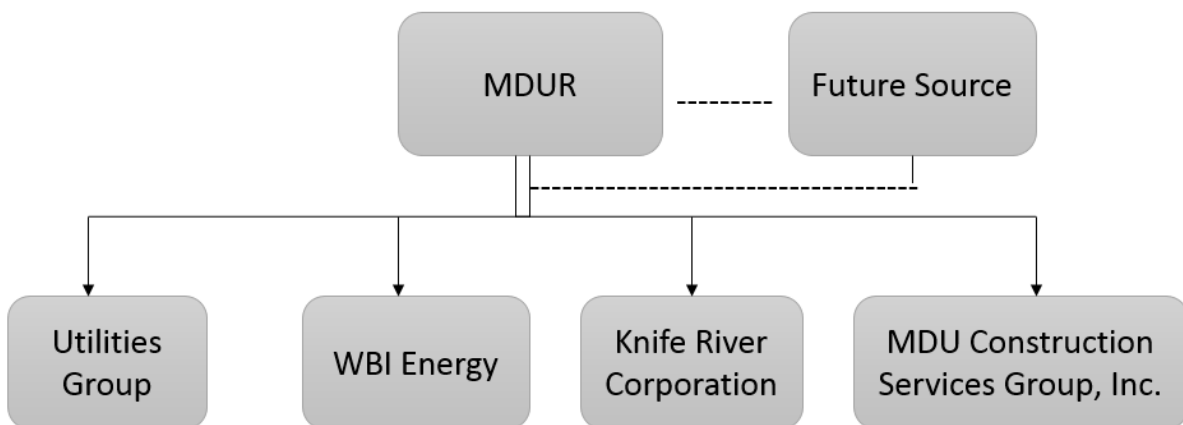 MDUR
Future Source
Utilities
Group
WBI Energy
Knife River
Corporation
MDU Construction
Services Group, Inc.